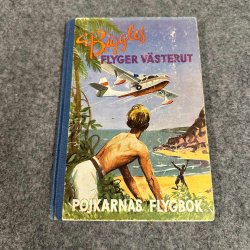 Biggles
FLYGER VÄSTERUT
POJKARNAS FLYGBOK